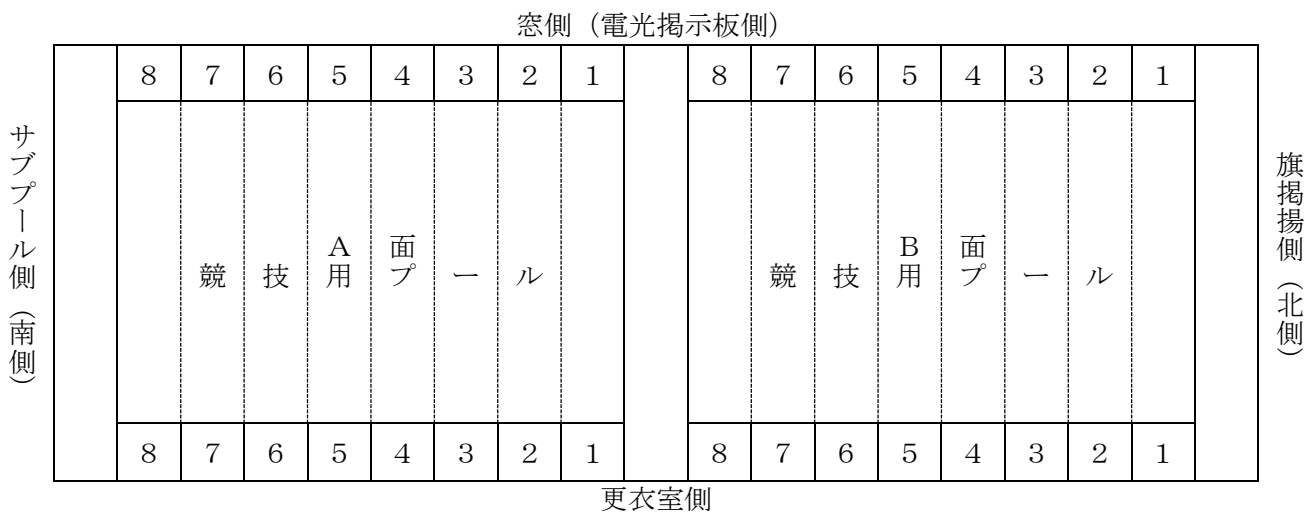 窓側（電光掲示板側）
8 7 6 5 4 3 2 1 8 7 6 5 4 3 2 1
サブプール側（南側）
A面
競技用プール
B面
競技用プール
旗掲揚側（北側）
8 7 6 5 4 3 2 1 8 7 6 5 4 3 2 1
更衣室側